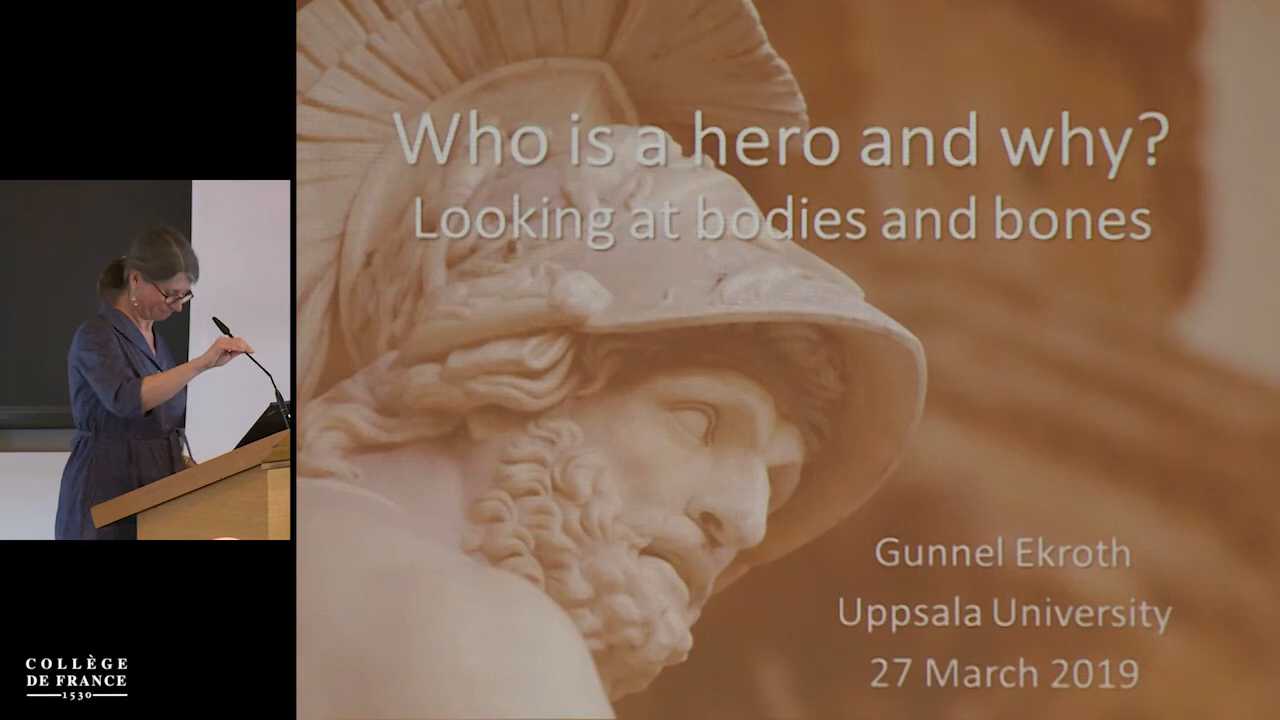 Who is a hero and why?
Looking at bodies and bones
Gunnel Ekroth
Uppsala University
27 March 2019
COLLÈGE
DE FRANCE
1530